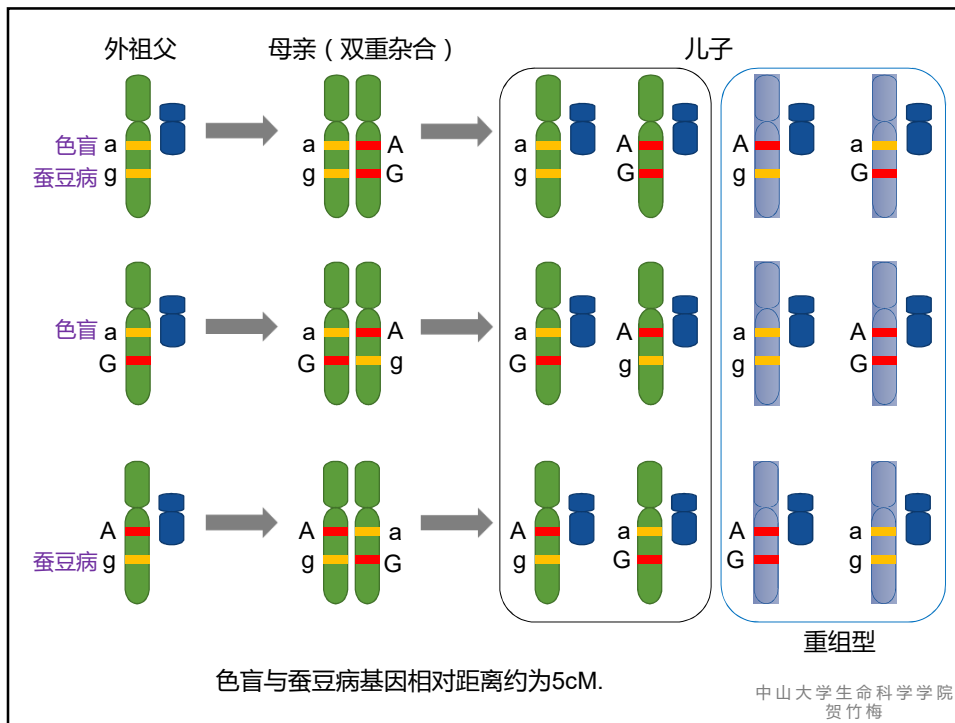 外祖父 母亲（双重杂合） 儿子
色盲 a a A a A A a
蚕豆病 g g G g G g G
色盲 a a A a A a A
G G g G g g G
A A a A a A a
蚕豆病 g g G g G G g
重组型
色盲与蚕豆病基因相对距离约为5cM.
中山大学生命科学学院
贺竹梅